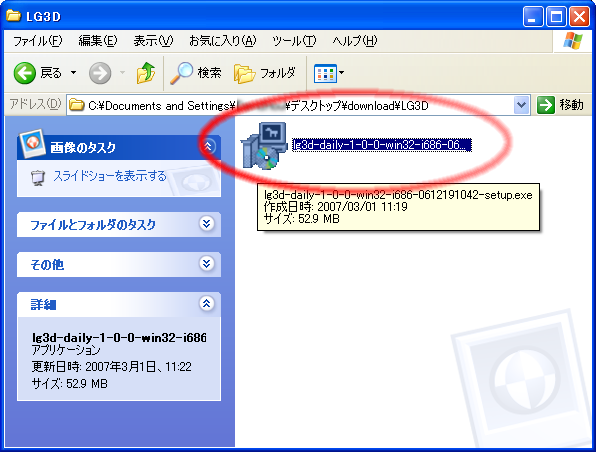 LG3D
ファイル(F) 編集(E) 表示(V) お気に入り(A) ツール(T) ヘルプ(H)
戻る 検索 フォルダ
アドレス(D) C:¥Documents and Settings¥ ¥デスクトップ¥download¥LG3D 移動
画像のタスク
スライドショーを表示する
ファイルとフォルダのタスク
その他
詳細
lg3d-daily-1-0-0-win32-i686
アプリケーション
更新日時: 2007年3月1日、11:22
サイズ: 52.9 MB
lg3d-daily-1-0-0-win32-i686-06...
lg3d-daily-1-0-0-win32-i686-0612191042-setup.exe
作成日時: 2007/03/01 11:19
サイズ: 52.9 MB